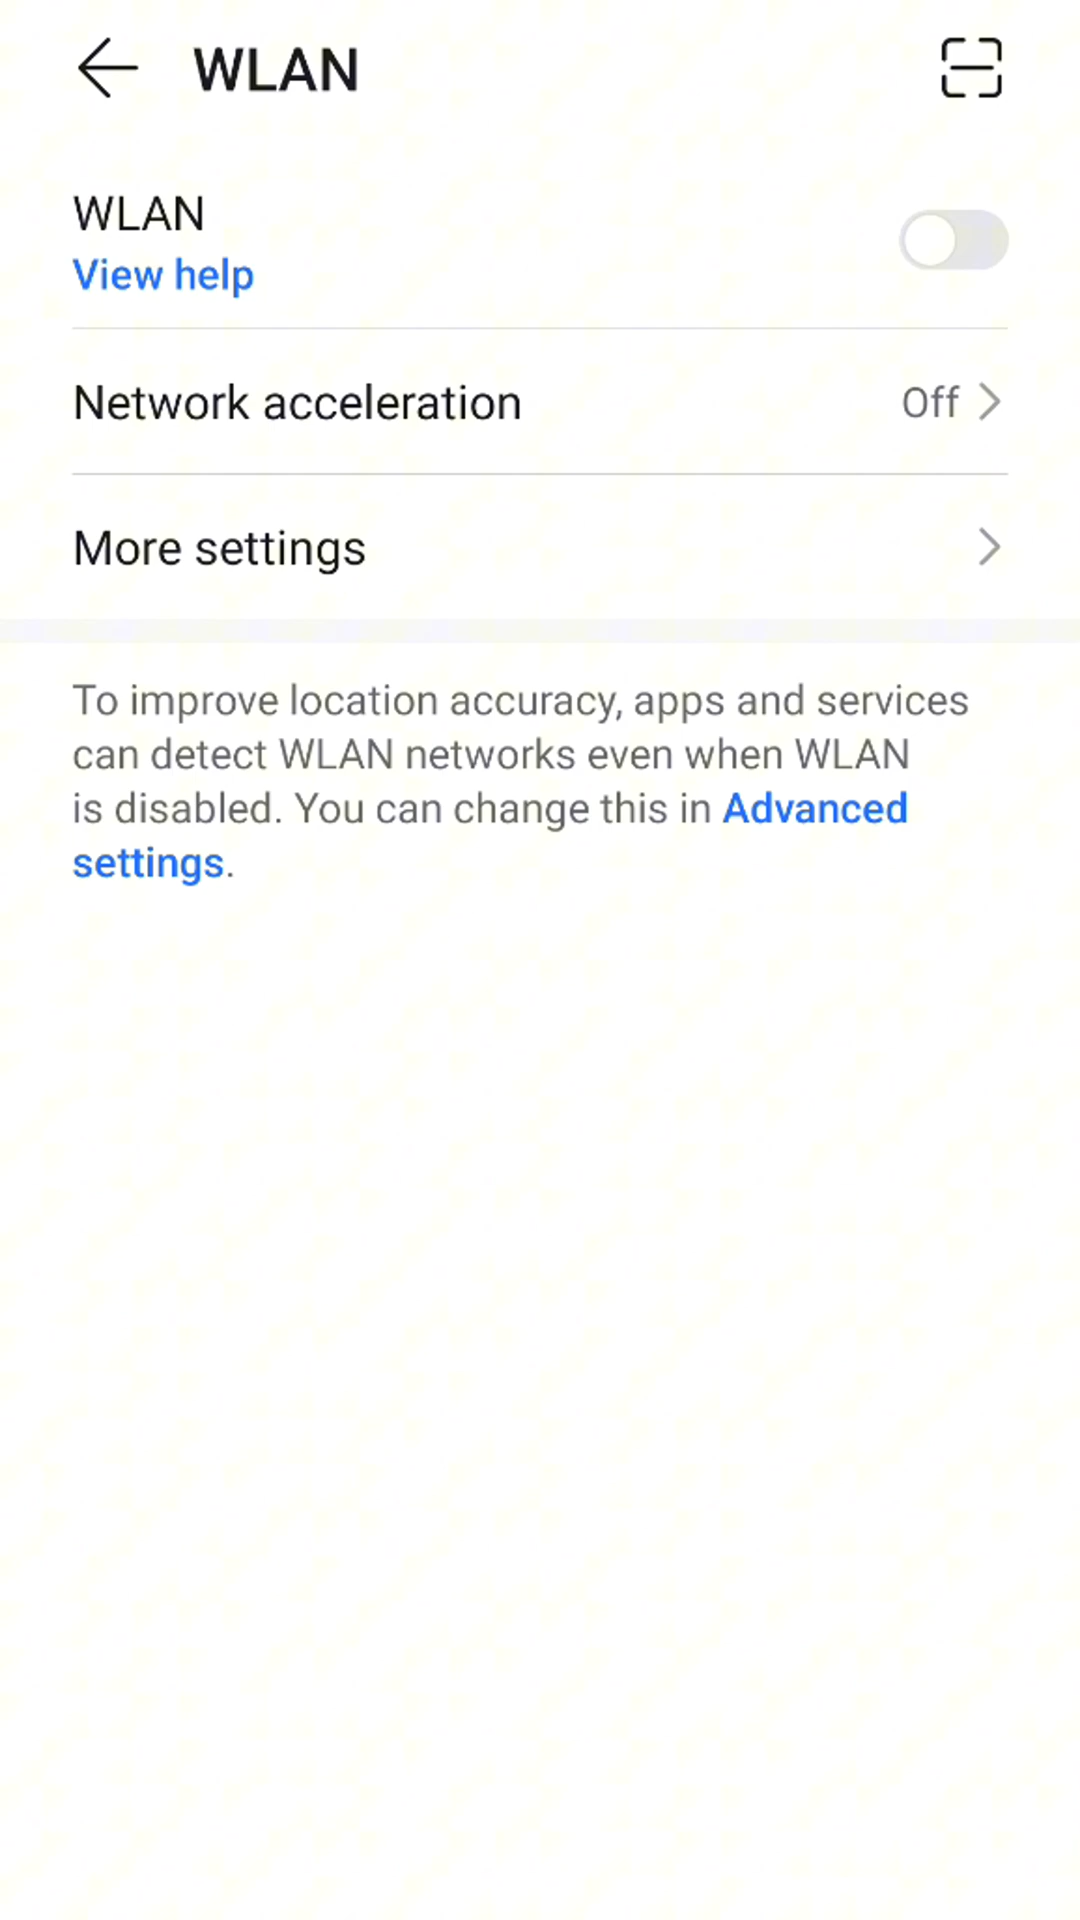 WLAN
WLAN
View help
Network acceleration
Off
More settings
To improve location accuracy, apps and services
can detect WLAN networks even when WLAN
is disabled. You can change this in Advanced
settings.